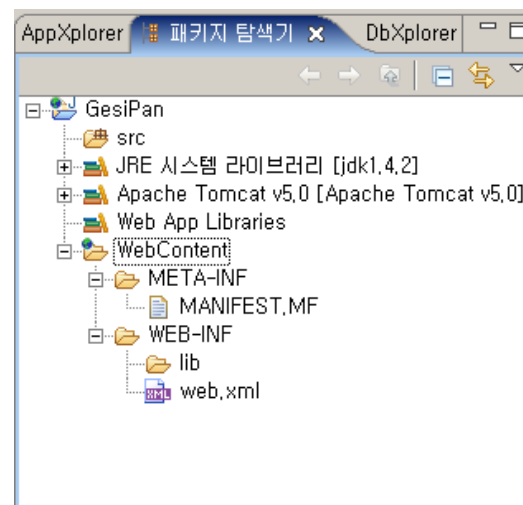 AppXplorer 패키지 탐색기 DbXplorer
GesiPan
src
JRE 시스템 라이브러리 [jdk1.4.2]
Apache Tomcat v5.0 [Apache Tomcat v5.0]
Web App Libraries
WebContent
META-INF
MANIFEST.MF
WEB-INF
lib
web.xml